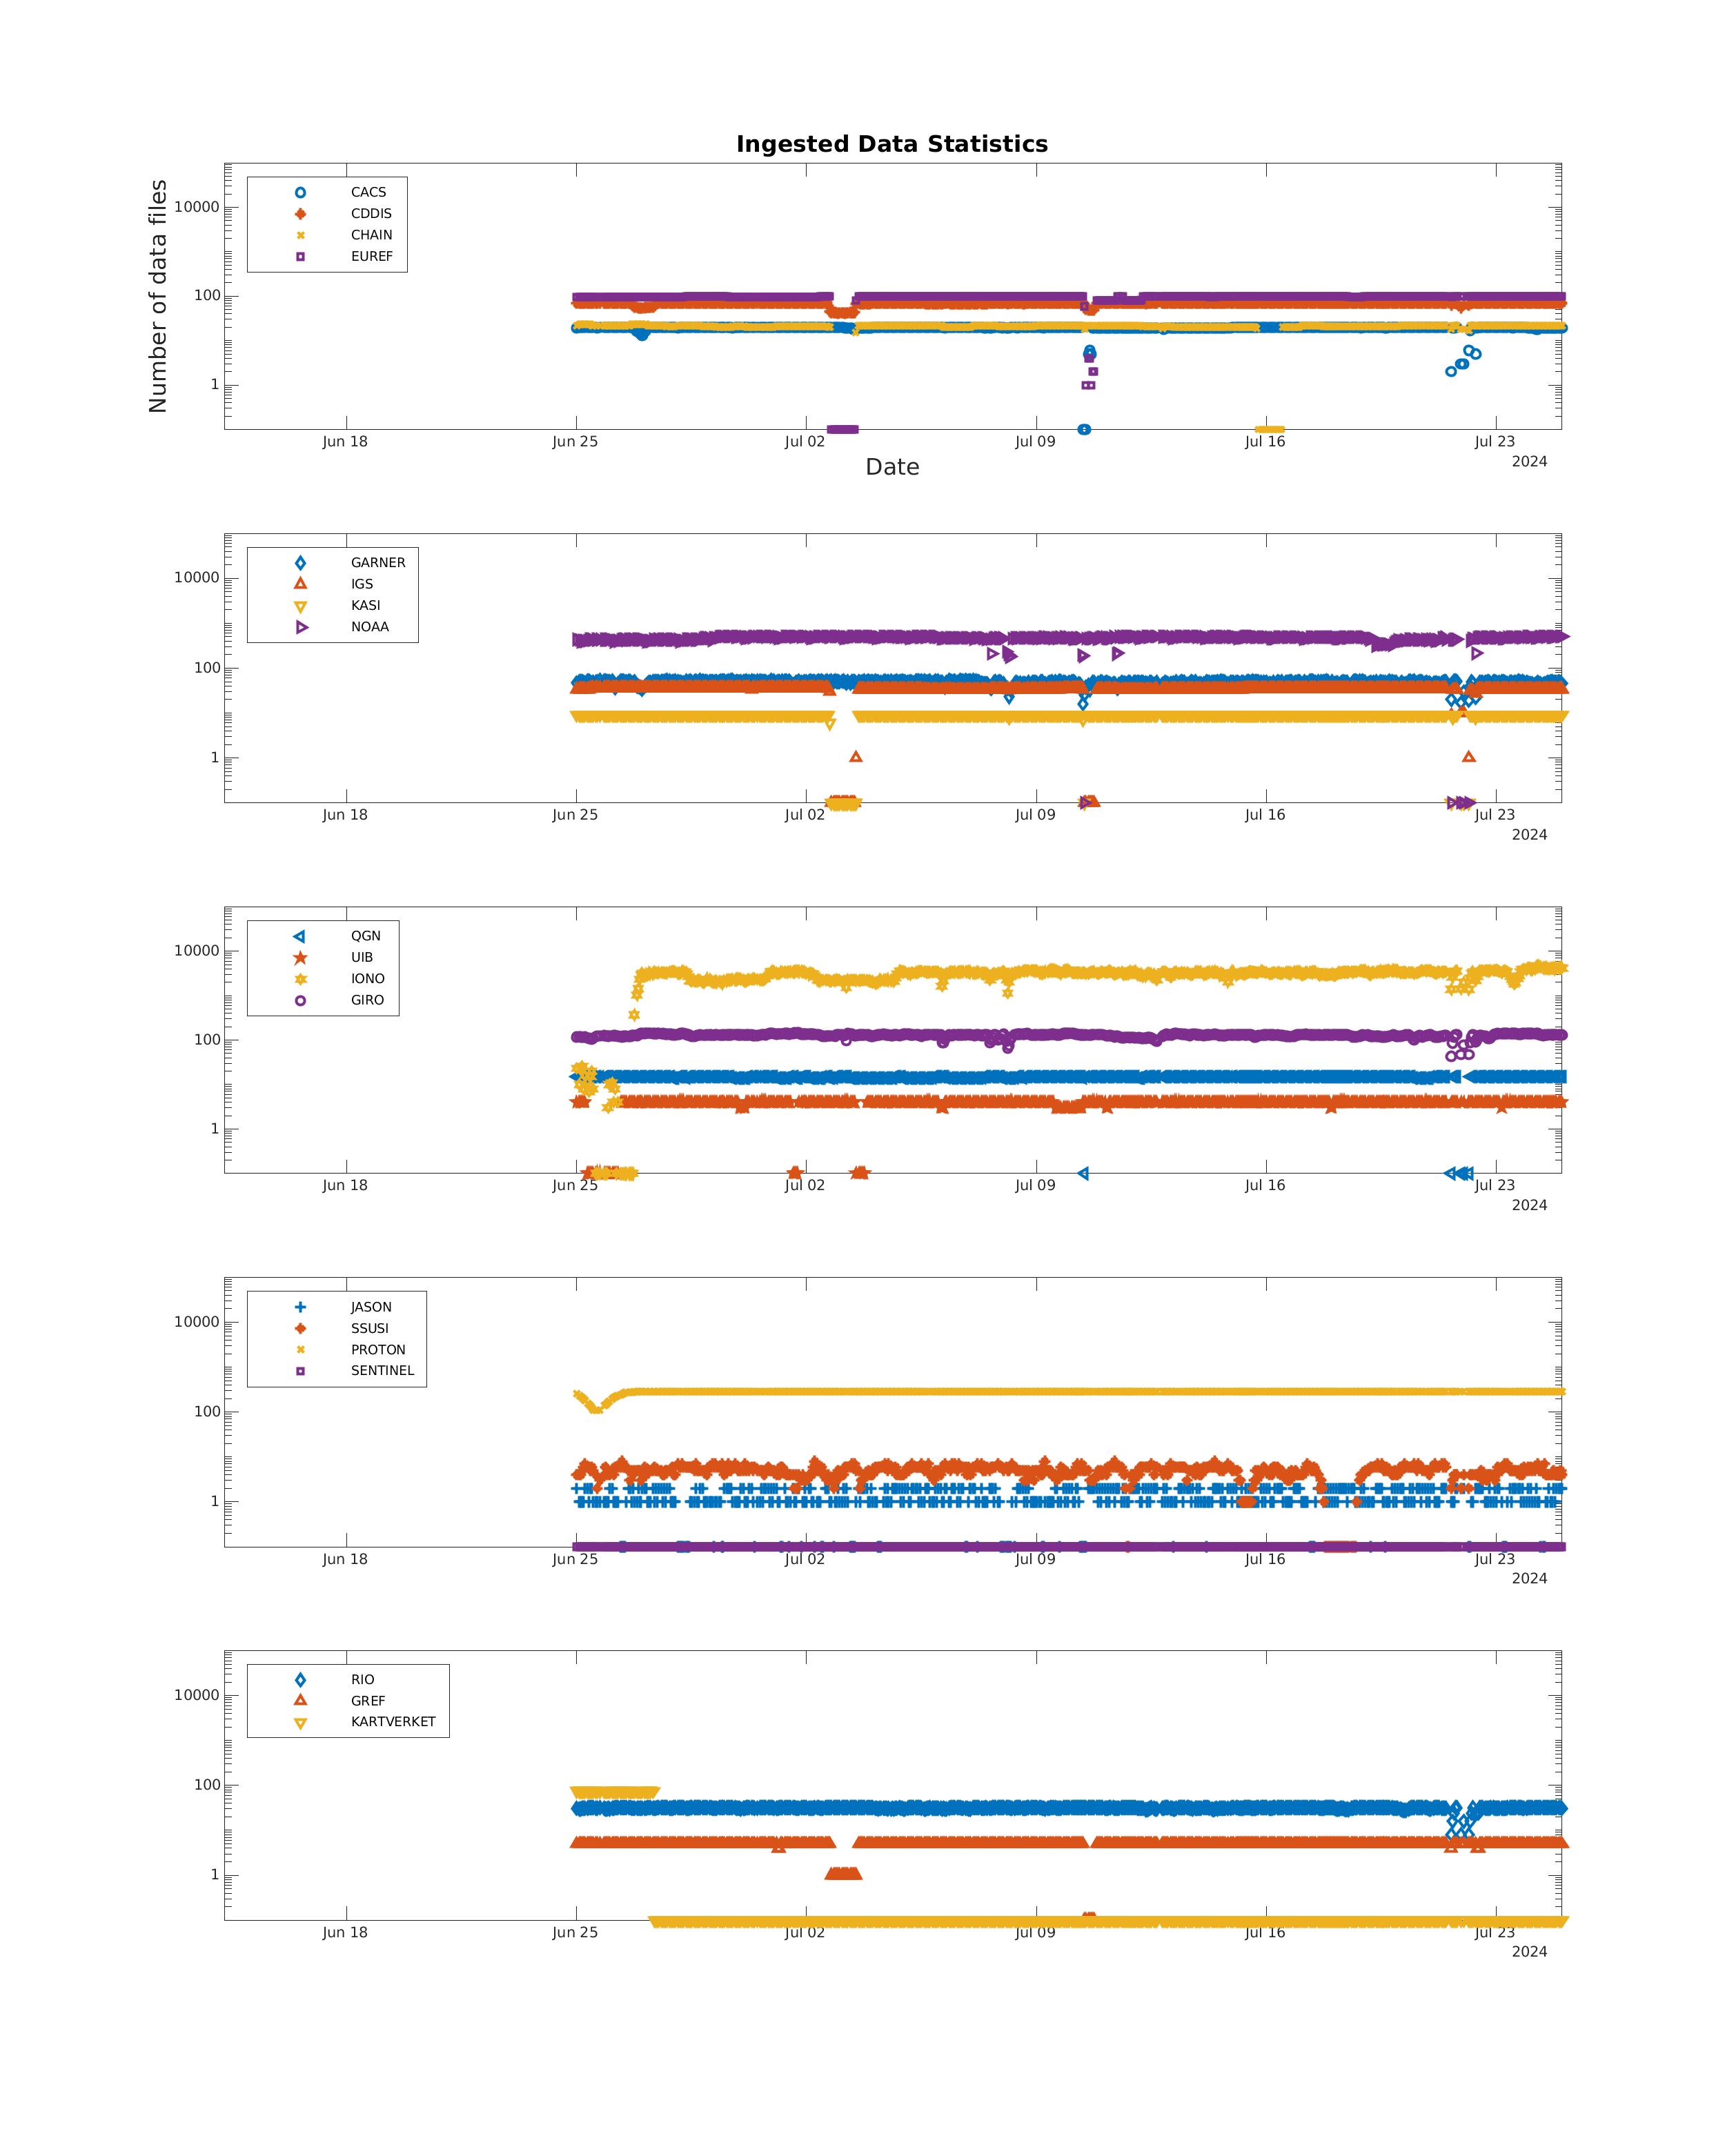 Ingested Data Statistics
Number of data files
10000
100
1
CACS
CDDIS
CHAIN
EUREF
Jun 18 Jun 25 Jul 02 Jul 09 Jul 16 Jul 23
2024
Date
10000
100
1
GARNER
IGS
KASI
NOAA
Jun 18 Jun 25 Jul 02 Jul 09 Jul 16 Jul 23
2024
10000
100
1
QGN
UIB
IONO
GIRO
Jun 18 Jun 25 Jul 02 Jul 09 Jul 16 Jul 23
2024
10000
100
1
JASON
SSUSI
PROTON
SENTINEL
Jun 18 Jun 25 Jul 02 Jul 09 Jul 16 Jul 23
2024
10000
100
1
RIO
GREF
KARTVERKET
Jun 18 Jun 25 Jul 02 Jul 09 Jul 16 Jul 23
2024